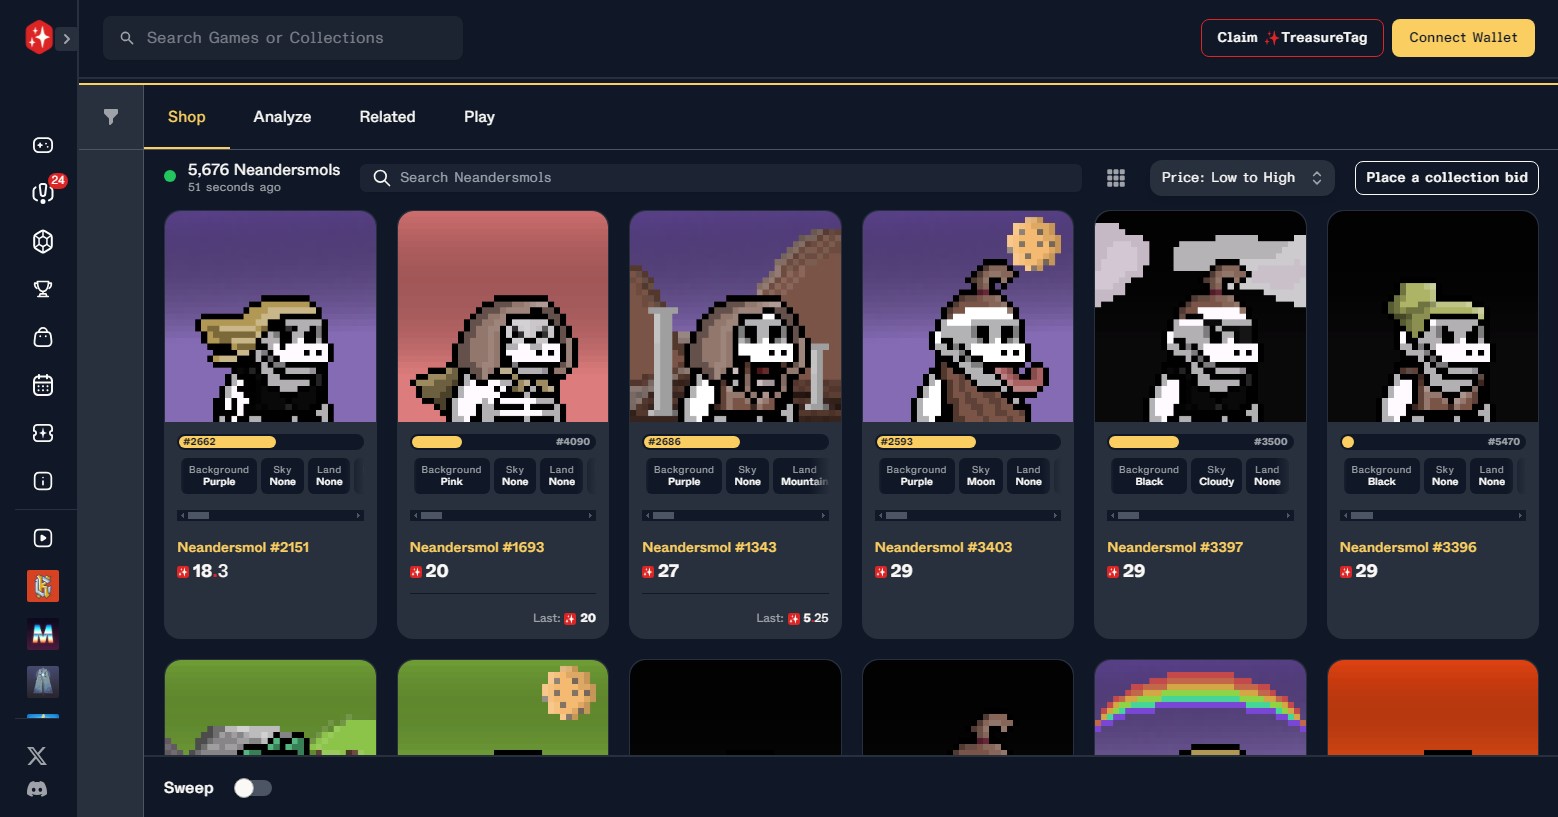 Search Games or Collections
Claim TreasureTag
Connect Wallet
Shop
Analyze
Related
Play
24
5,676 Neandersmols
51 seconds ago
Search Neandersmols
Price: Low to High
Place a collection bid
#2662
#4090
#2686
#2593
#3500
#5470
Background Sky Land
Purple None None
Background Sky Land
Pink None None
Background Sky Land
Purple None Mountain
Background Sky Land
Purple Moon None
Background Sky Land
Black Cloudy None
Background Sky Land
Black None None
Neandersmol #2151
18.3
Neandersmol #1693
20
Last: 20
Neandersmol #1343
27
Last: 5.25
Neandersmol #3403
29
Neandersmol #3397
29
Neandersmol #3396
29
M
Sweep